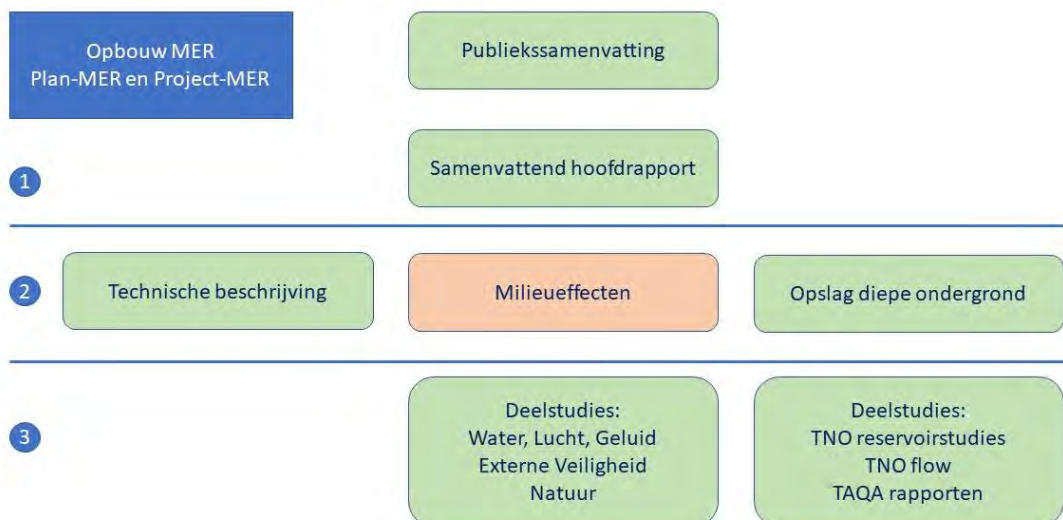 Opbouw MER
Plan-MER en Project-MER
Publiekssamenvatting
1
Samenvattend hoofdrapport
2
Technische beschrijving
Milieueffecten
Opslag diepe ondergrond
3
Deelstudies:
Water, Lucht, Geluid
Externe Veiligheid
Natuur
Deelstudies:
TNO reservoirstudies
TNO flow
TAQA rapporten